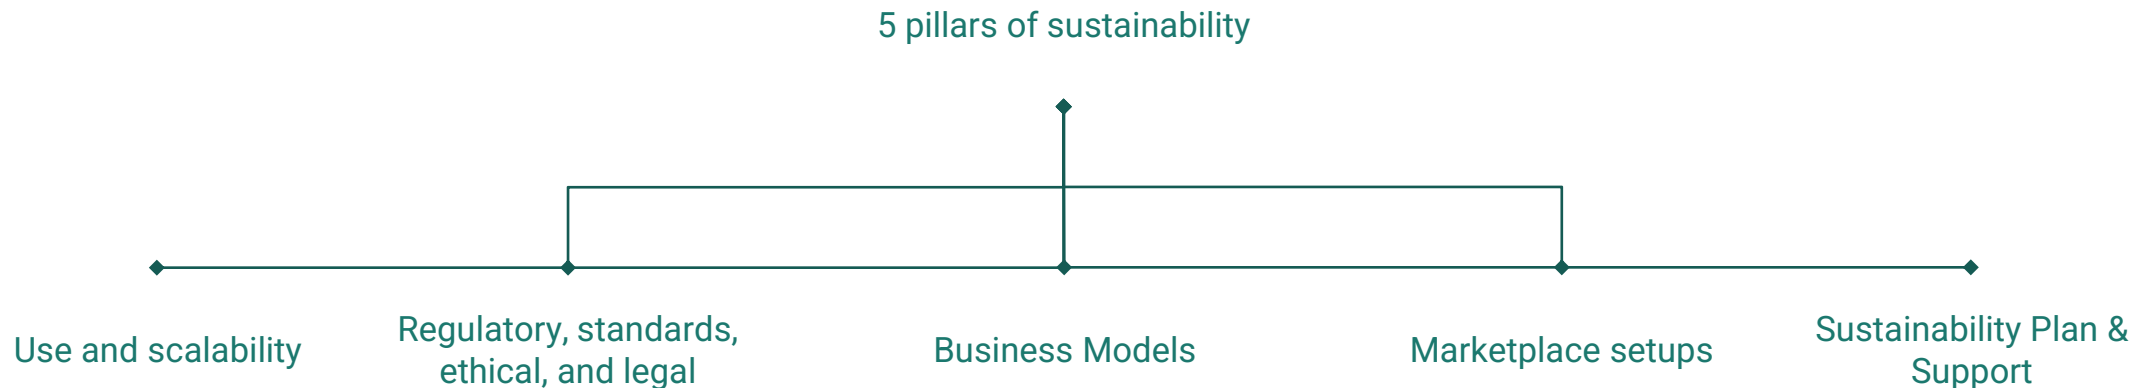 5 pillars of sustainability
Use and scalability
Regulatory, standards,
ethical, and legal
Business Models
Marketplace setups
Sustainability Plan &
Support